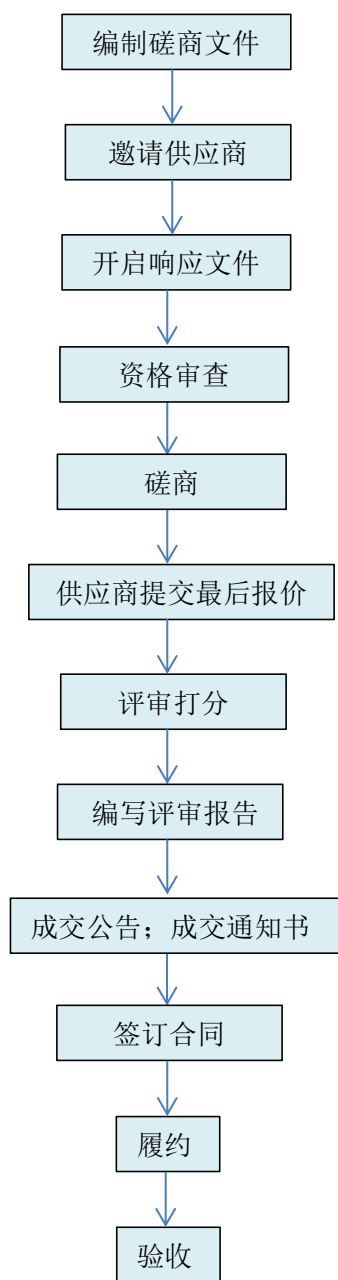 编制磋商文件
邀请供应商
开启响应文件
资格审查
磋商
供应商提交最后报价
评审打分
编写评审报告
成交公告；成交通知书
签订合同
履约
验收